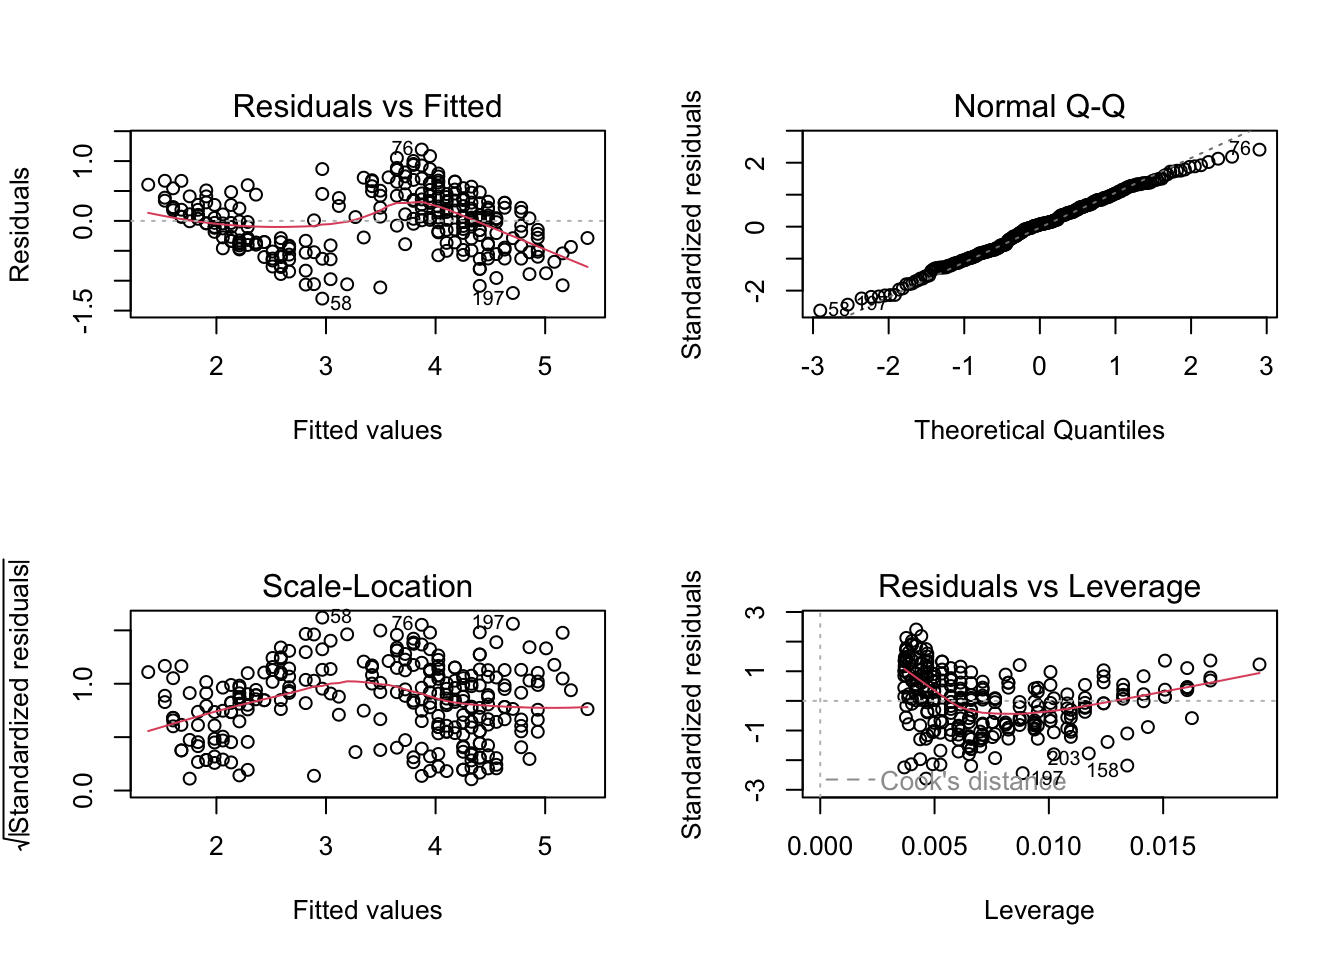 Residuals vs Fitted
Residuals
1.0
0.0
-1.5
76
58
197
2 3 4 5
Fitted values
Normal Q-Q
Standardized residuals
2
0
-2
76
58
197
-3 -2 -1 0 1 2 3
Theoretical Quantiles
Scale-Location
√|Standardized residuals|
1.0
0.0
58
76
197
2 3 4 5
Fitted values
Residuals vs Leverage
Standardized residuals
3
1
-1
-3
203
158
197
Cook's distance
0.000 0.005 0.010 0.015
Leverage